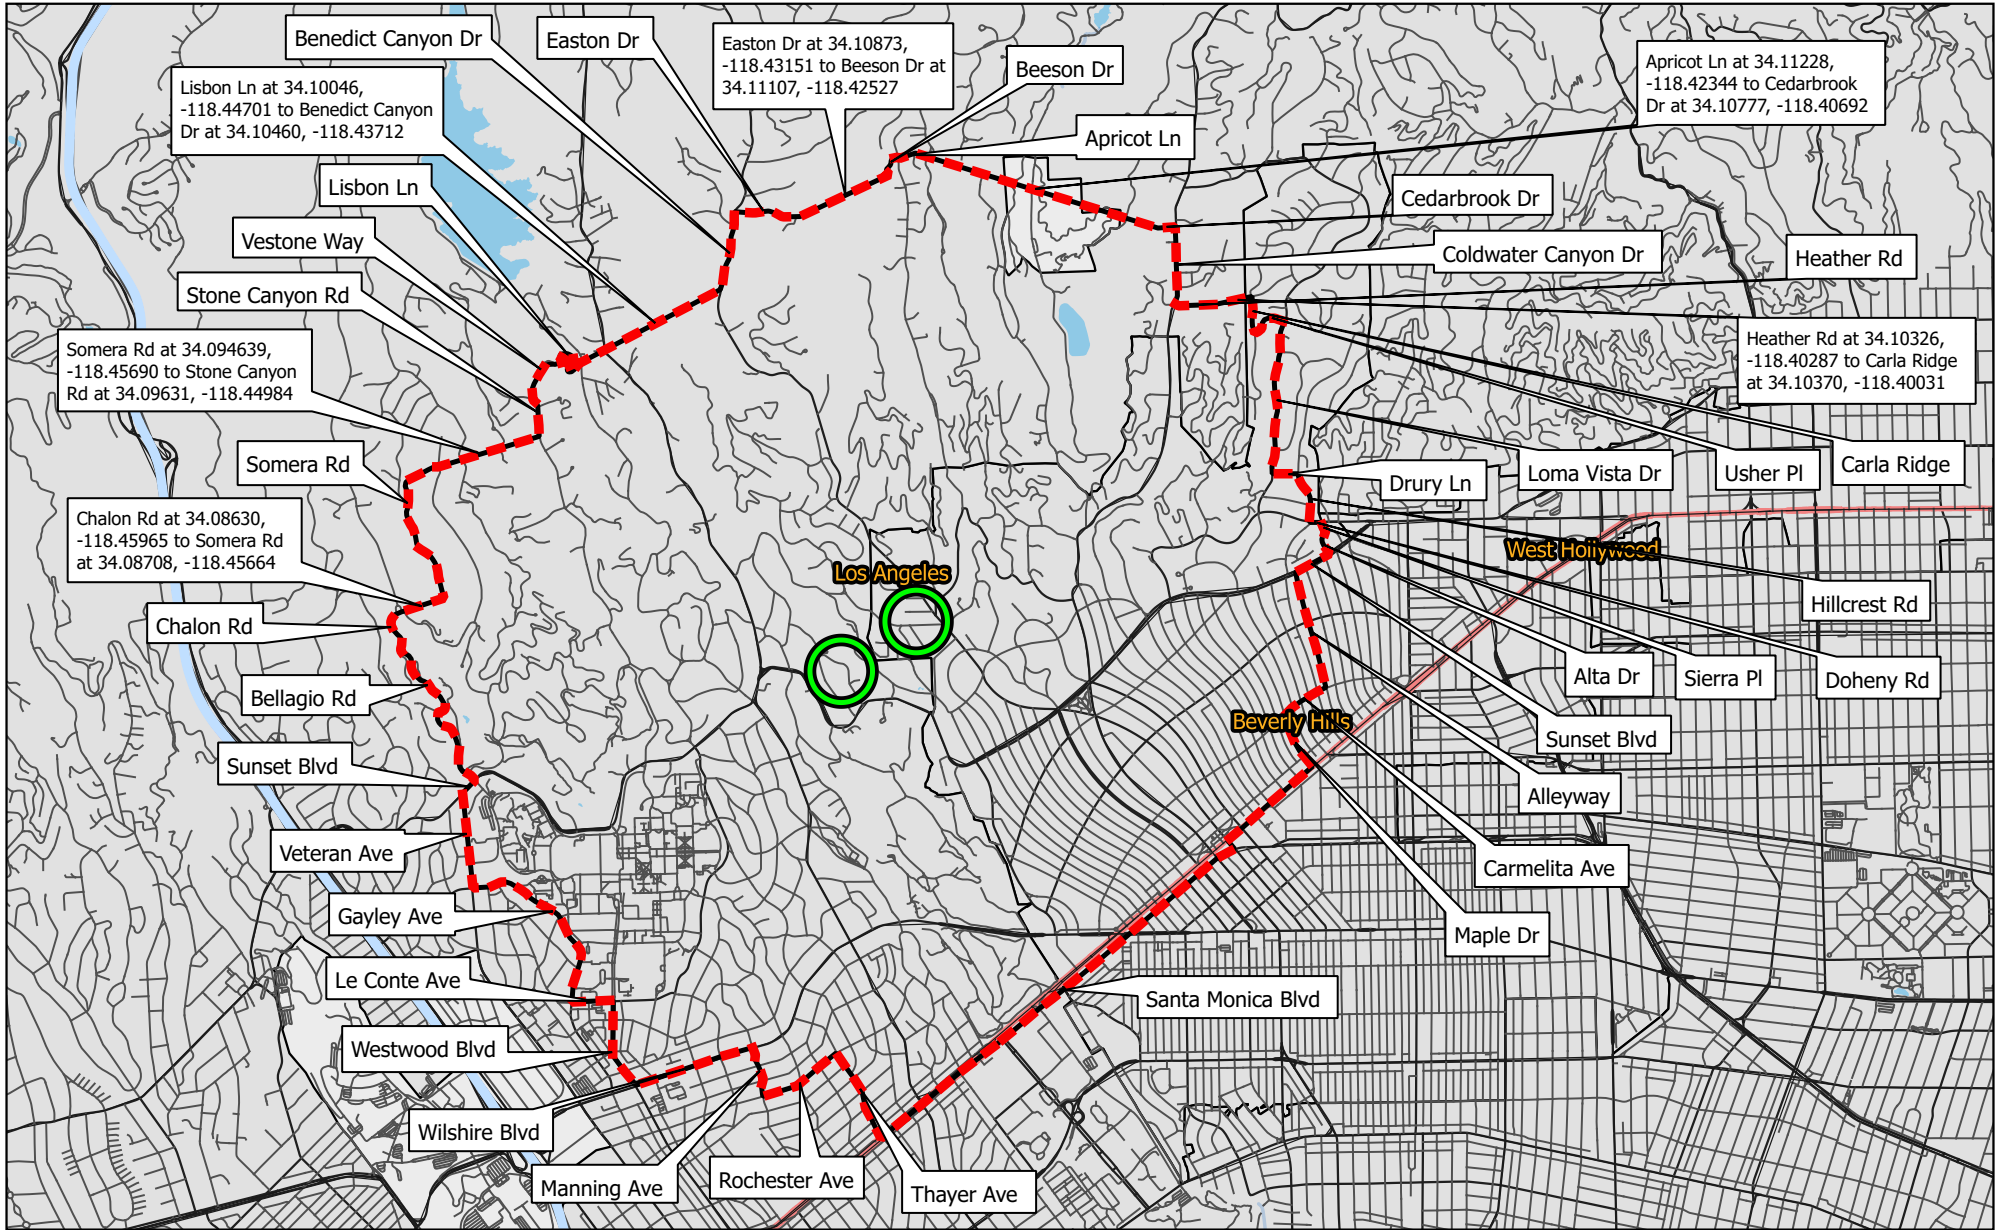 Benedict Canyon Dr
Easton Dr
Easton Dr at 34.10873,
-118.43151 to Beeson Dr at
34.11107, -118.42527
Beeson Dr
Apricot Ln at 34.11228,
-118.42344 to Cedarbrook
Dr at 34.10777, -118.40692
Lisbon Ln at 34.10046,
-118.44701 to Benedict Canyon
Dr at 34.10460, -118.43712
Apricot Ln
Lisbon Ln
Cedarbrook Dr
Vestone Way
Coldwater Canyon Dr
Heather Rd
Stone Canyon Rd
Somera Rd at 34.094639,
-118.45690 to Stone Canyon
Rd at 34.09631, -118.44984
Heather Rd at 34.10326,
-118.40287 to Carla Ridge
at 34.10370, -118.40031
Somera Rd
Drury Ln
Loma Vista Dr
Usher Pl
Carla Ridge
Chalon Rd at 34.08630,
-118.45965 to Somera Rd
at 34.08708, -118.45664
West Hollywood
Los Angeles
Hillcrest Rd
Chalon Rd
Alta Dr
Sierra Pl
Doheny Rd
Bellagio Rd
Beverly Hills
Sunset Blvd
Sunset Blvd
Alleyway
Veteran Ave
Carmelita Ave
Gayley Ave
Maple Dr
Le Conte Ave
Santa Monica Blvd
Westwood Blvd
Wilshire Blvd
Manning Ave
Rochester Ave
Thayer Ave